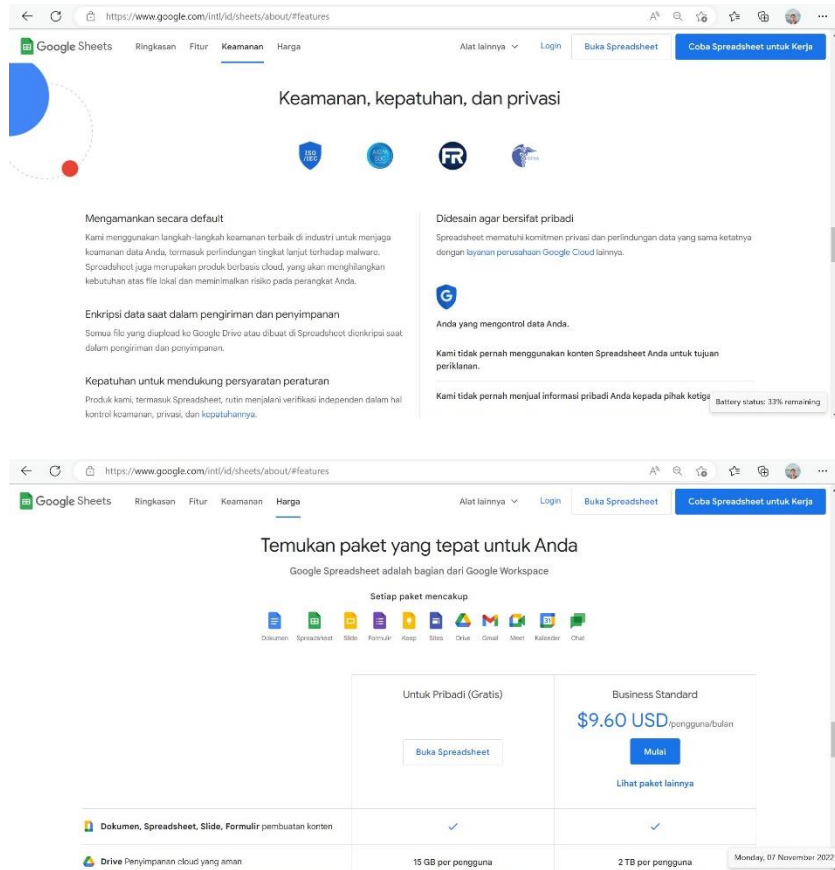 https://www.google.com/intl/id/sheets/about/#features
Google Sheets Ringkasan Fitur Keamanan Harga Alat lainnya Login Buka Spreadsheet Coba Spreadsheet untuk Kerja
Keamanan, kepatuhan, dan privasi
ISO
/IEC
AICPA
SOC
FR
Mengamankan secara default
Kami menggunakan langkah-langkah keamanan terbaik di industri untuk menjaga
keamanan data Anda, termasuk perlindungan tingkat lanjut terhadap malware.
Spreadsheet juga merupakan produk berbasis cloud, yang akan menghilangkan
kebutuhan atas file lokal dan meminimalkan risiko pada perangkat Anda.
Enkripsi data saat dalam pengiriman dan penyimpanan
Semua file yang diupload ke Google Drive atau dibuat di Spreadsheet dienkripsi saat
dalam pengiriman dan penyimpanan.
Kepatuhan untuk mendukung persyaratan peraturan
Produk kami, termasuk Spreadsheet, rutin menjalani verifikasi independen dalam hal
kontrol keamanan, privasi, dan kepatuhannya.
Didesain agar bersifat pribadi
Spreadsheet mematuhi komitmen privasi dan perlindungan data yang sama ketatnya
dengan layanan perusahaan Google Cloud lainnya.
G
Anda yang mengontrol data Anda.
Kami tidak pernah menggunakan konten Spreadsheet Anda untuk tujuan
periklanan.
Kami tidak pernah menjual informasi pribadi Anda kepada pihak ketiga
Battery status: 33% remaining
https://www.google.com/intl/id/sheets/about/#features
Google Sheets Ringkasan Fitur Keamanan Harga Alat lainnya Login Buka Spreadsheet Coba Spreadsheet untuk Kerja
Temukan paket yang tepat untuk Anda
Google Spreadsheet adalah bagian dari Google Workspace
Setiap paket mencakup
Dokumen Spreadsheet Slide Formulir Keep Sites Drive Gmail Meet Kalender Chat
Untuk Pribadi (Gratis) Business Standard
$9.60 USD/pengguna/bulan
Buka Spreadsheet Mulai
Lihat paket lainnya
Dokumen, Spreadsheet, Slide, Formulir pembuatan konten
Drive Penyimpanan cloud yang aman 15 GB per pengguna 2 TB per pengguna
Monday, 07 November 2022